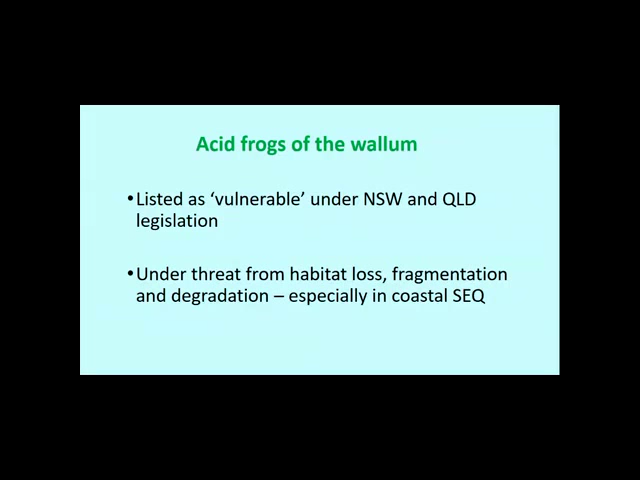 Acid frogs of the wallum
•Listed as ‘vulnerable’ under NSW and QLD
legislation
•Under threat from habitat loss, fragmentation
and degradation – especially in coastal SEQ